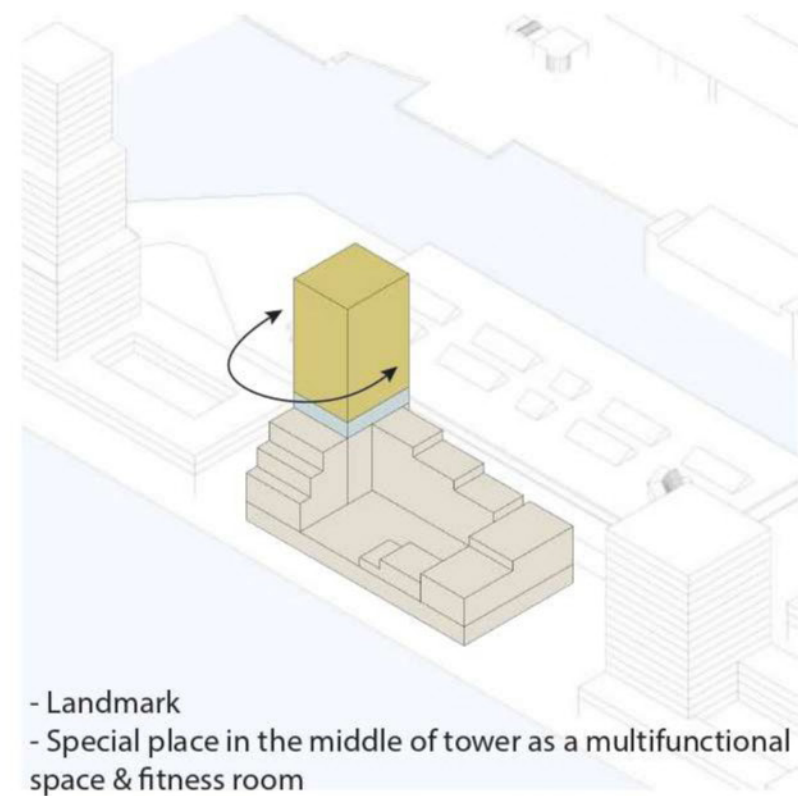 - Landmark
- Special place in the middle of tower as a multifunctional
space & fitness room